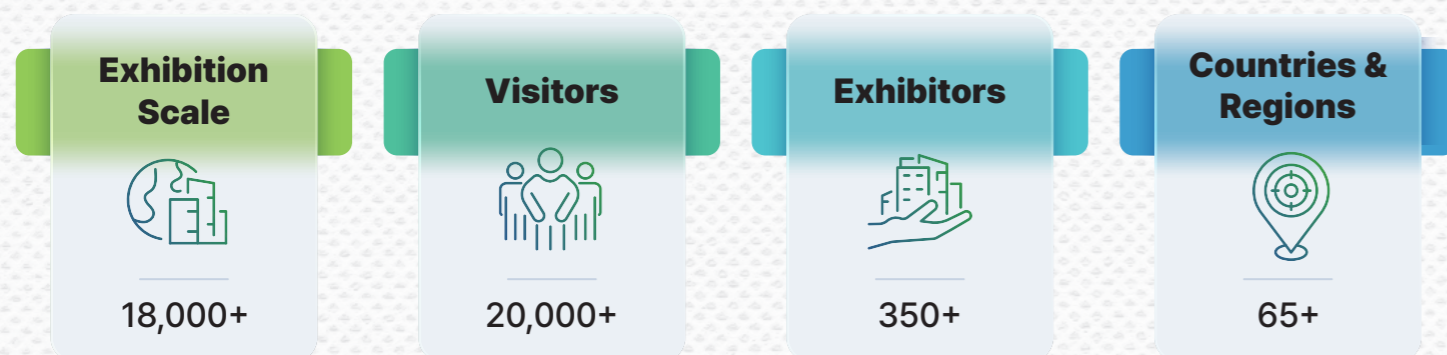 Exhibition
Scale
18,000+
Visitors
20,000+
Exhibitors
350+
Countries &
Regions
65+